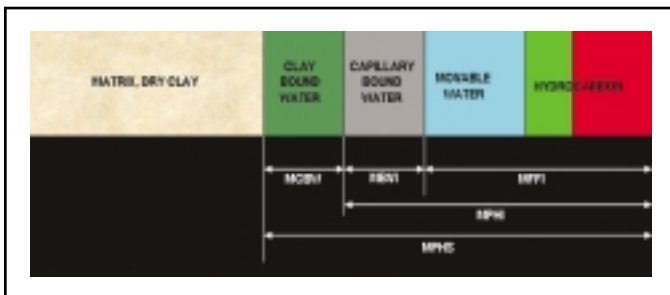 MATRIX, DRY CLAY
CLAY
BOUND
WATER
CAPILLARY
BOUND
WATER
MOVABLE
WATER
HYDROCARBON
MCBW
MBVI
MFFI
MPHI
MPHS